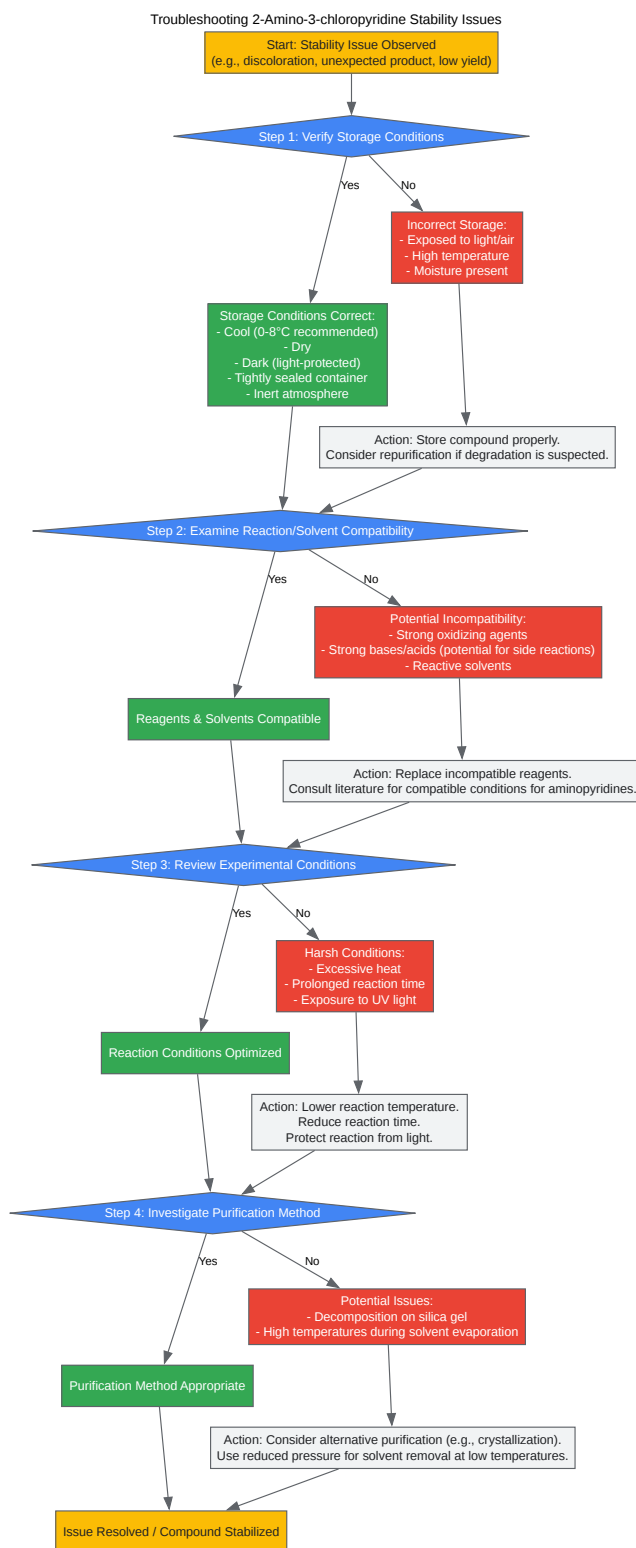 Troubleshooting 2-Amino-3-chloropyridine Stability Issues
Start: Stability Issue Observed
(e.g., discoloration, unexpected product, low yield)
Step 1: Verify Storage Conditions
Yes
No
Incorrect Storage:
- Exposed to light/air
- High temperature
- Moisture present
Storage Conditions Correct:
- Cool (0-8°C recommended)
- Dry
- Dark (light-protected)
- Tightly sealed container
- Inert atmosphere
Action: Store compound properly.
Consider repurification if degradation is suspected.
Step 2: Examine Reaction/Solvent Compatibility
Yes
No
Potential Incompatibility:
- Strong oxidizing agents
- Strong bases/acids (potential for side reactions)
- Reactive solvents
Reagents & Solvents Compatible
Action: Replace incompatible reagents.
Consult literature for compatible conditions for aminopyridines.
Step 3: Review Experimental Conditions
Yes
No
Harsh Conditions:
- Excessive heat
- Prolonged reaction time
- Exposure to UV light
Reaction Conditions Optimized
Action: Lower reaction temperature.
Reduce reaction time.
Protect reaction from light.
Step 4: Investigate Purification Method
Yes
No
Potential Issues:
- Decomposition on silica gel
- High temperatures during solvent evaporation
Purification Method Appropriate
Action: Consider alternative purification (e.g., crystallization).
Use reduced pressure for solvent removal at low temperatures.
Issue Resolved / Compound Stabilized